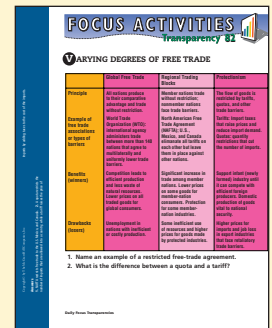 FOCUS ACTIVITIES
Transparency 82
V ARYING DEGREES OF FREE TRADE
Global Free Trade
Regional Trading
Blocks
Protectionism
Principle
All nations produce
to their comparative
advantage and trade
without restriction.
Member nations trade
without restriction;
nonmember nations
face trade barriers.
The flow of goods is
restricted by tariffs,
quotas, and other
trade barriers.
Example of
free trade
associations
or types of
barriers
World Trade
Organization (WTO):
International agency
administers trade
between more than 140
nations that agree to
multilaterally and
uniformly lower trade
barriers.
North American Free
Trade Agreement
(NAFTA): U.S.,
Mexico, and Canada
eliminate all tariffs on
each other but leave
them in place against
other nations.
Tariffs: import taxes
that raise prices and
reduce import demand.
Quotas: quantity
restrictions that cut
the number of imports.
Benefits
(winners)
Competition leads to
efficient production
and less waste of
natural resources.
Lower prices on all
traded goods for
global consumers.
Significant increase in
trade among member
nations. Lower prices
on some goods for
member-nation
consumers. Protection
for some member-
nation industries.
Support infant (newly
formed) industry until
it can compete with
efficient foreign
producers. Domestic
production of goods
vital to national
security.
Drawbacks
(losers)
Unemployment in
nations with inefficient
or costly production.
Some inefficient use
of resources and higher
prices for goods made
by protected industries.
Higher prices for
imports and job loss
in export industries
that face retaliatory
trade barriers.
1. Name an example of a restricted free-trade agreement.
2. What is the difference between a quota and a tariff?
Daily Focus Transparencies